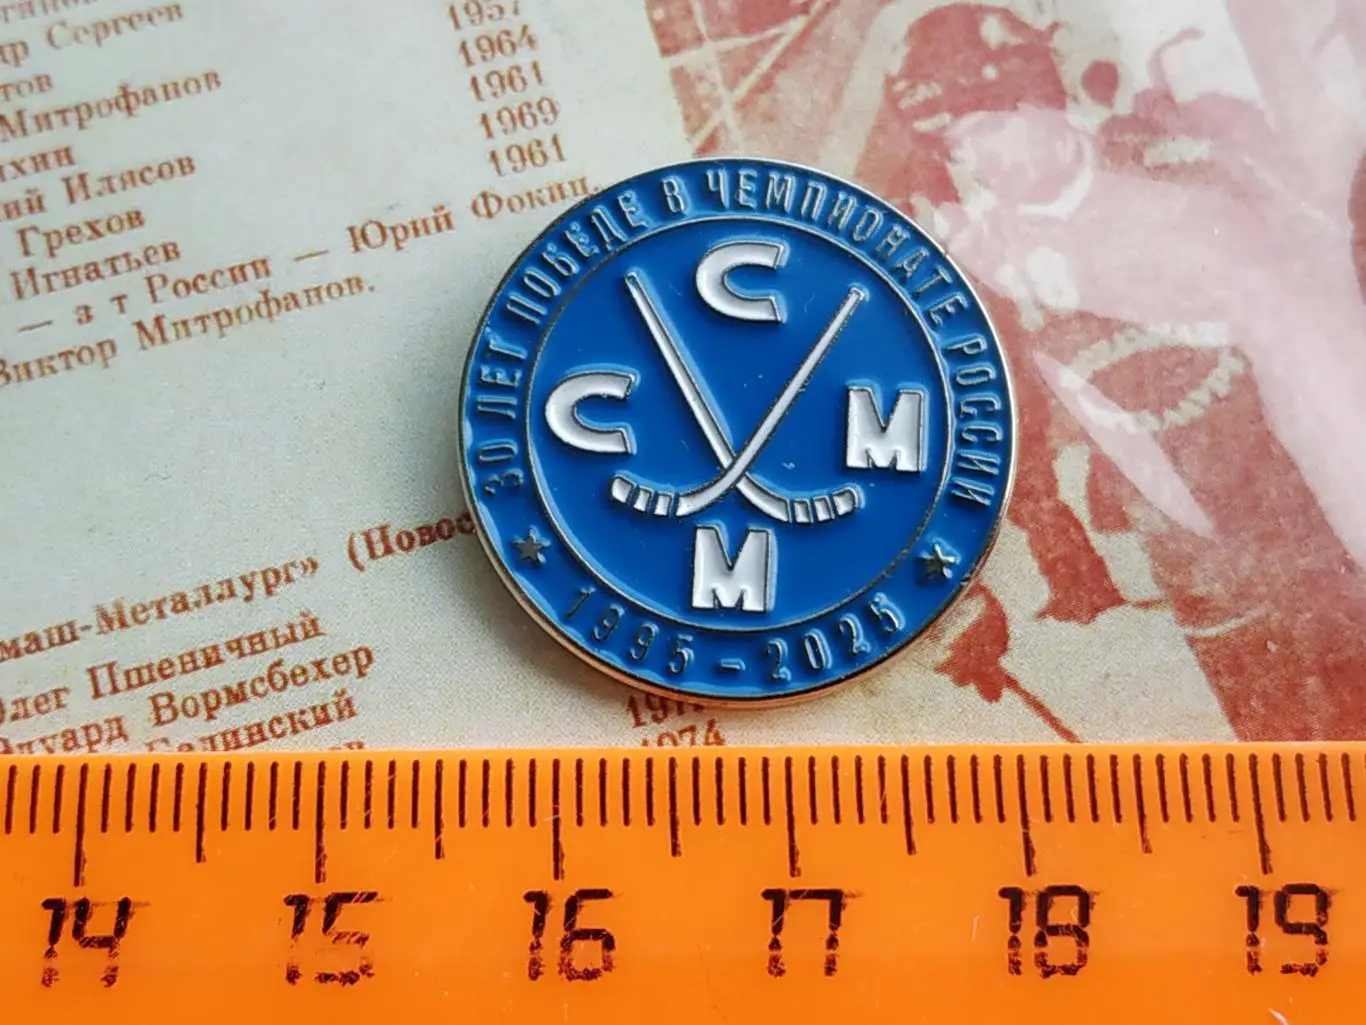 1957
1964
1961
1969
1961
Сергеев
Митрофанов
Илясов
Грехов
Игнатьев
— з т России — Юрий Фокин.
Виктор Митрофанов.
30 ЛЕТ ПОБЕДЕ В ЧЕМПИОНАТЕ РОССИИ
С
С М
М
1995-2025
маш-Металлург» (Новос
Олег Пшеничный
Эдуард Вормсбехер
1974
14 15 16 17 18 19